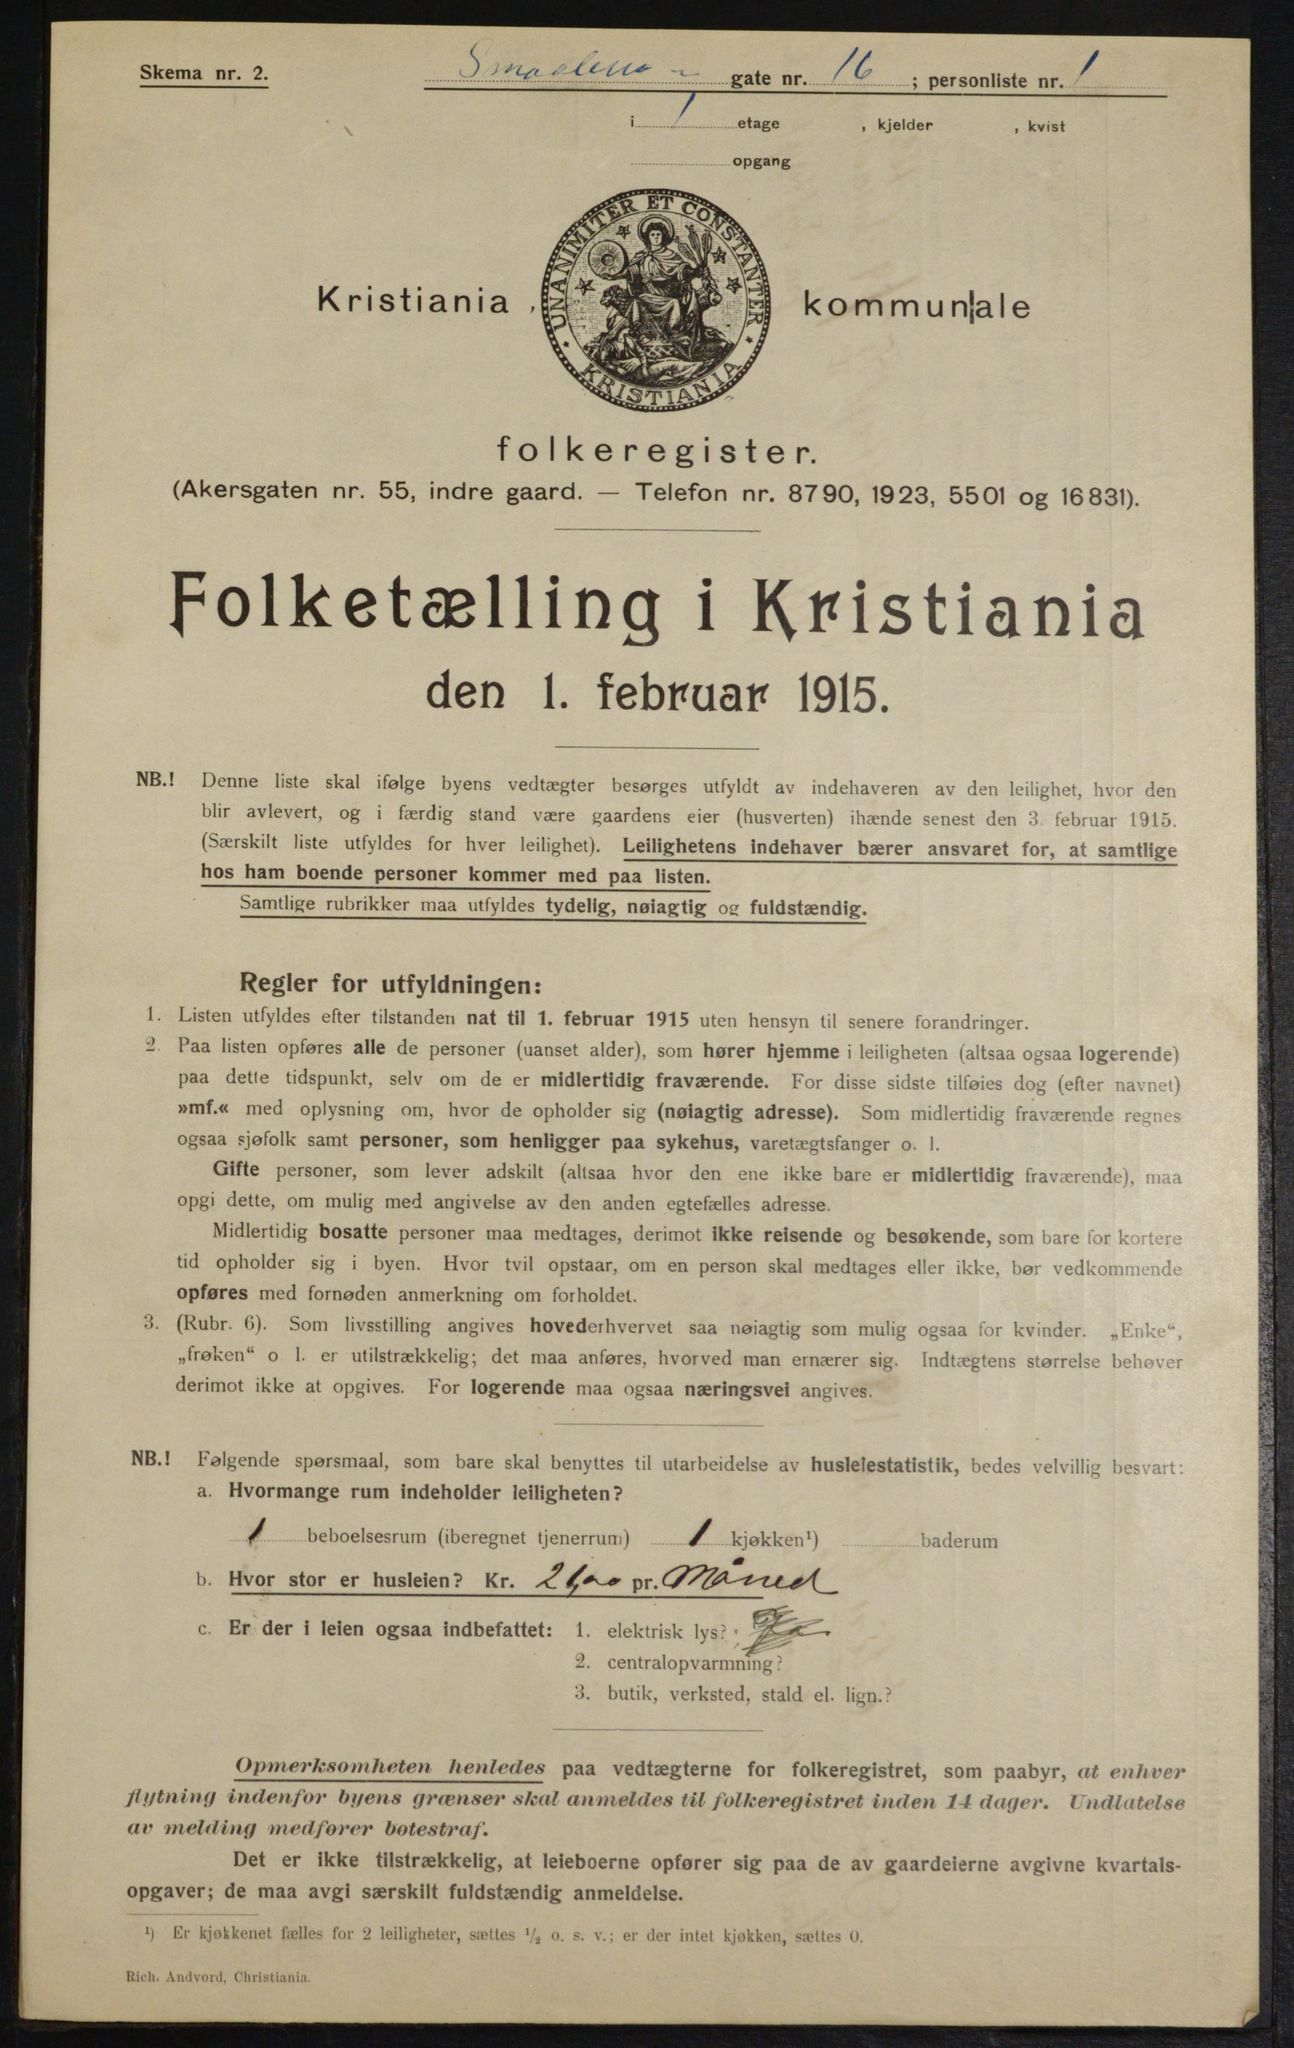 Skema nr. 2.
Smaalens - gate nr. 16 ; personliste nr. 1
i 1 etage , kjelder , kvist
opgang
UNANIMITER ET CONSTANTER
KRISTIANIA
Kristiania kommunale
folkeregister.
(Akersgaten nr. 55, indre gaard. — Telefon nr. 8790, 1923, 5501 og 16831).
Folketælling i Kristiania
den 1. februar 1915.
NB.! Denne liste skal ifølge byens vedtægter besørges utfyldt av indehaveren av den leilighet, hvor den
blir avlevert, og i færdig stand være gaardens eier (husverten) ihænde senest den 3. februar 1915.
(Særskilt liste utfyldes for hver leilighet). Leilighetens indehaver bærer ansvaret for, at samtlige
hos ham boende personer kommer med paa listen.
Samtlige rubrikker maa utfyldes tydelig, nøiagtig og fuldstændig.
Regler for utfyldningen:
1. Listen utfyldes efter tilstanden nat til 1. februar 1915 uten hensyn til senere forandringer.
2. Paa listen opføres alle de personer (uanset alder), som hører hjemme i leiligheten (altsaa ogsaa logerende)
paa dette tidspunkt, selv om de er midlertidig fraværende. For disse sidste tilføies dog (efter navnet)
»mf.« med oplysning om, hvor de opholder sig (nøiagtig adresse). Som midlertidig fraværende regnes
ogsaa sjøfolk samt personer, som henligger paa sykehus, varetægtsfanger o. l.
Gifte personer, som lever adskilt (altsaa hvor den ene ikke bare er midlertidig fraværende), maa
opgi dette, om mulig med angivelse av den anden egtefælles adresse.
Midlertidig bosatte personer maa medtages, derimot ikke reisende og besøkende, som bare for kortere
tid opholder sig i byen. Hvor tvil opstaar, om en person skal medtages eller ikke, bør vedkommende
opføres med fornøden anmerkning om forholdet.
3. (Rubr. 6). Som livsstilling angives hovederhvervet saa nøiagtig som mulig ogsaa for kvinder. „Enke“,
„frøken“ o l. er utilstrækkelig; det maa anføres, hvorved man ernærer sig. Indtægtens størrelse behøver
derimot ikke at opgives. For logerende maa ogsaa næringsvei angives.
NB.! Følgende spørsmaal, som bare skal benyttes til utarbeidelse av husleiestatistik, bedes velvillig besvart:
a. Hvormange rum indeholder leiligheten?
1 beboelsesrum (iberegnet tjenerrum) 1 kjøkken¹) baderum
b. Hvor stor er husleien? Kr. 21,00 pr. Måned
c. Er der i leien ogsaa indbefattet: 1. elektrisk lys?
2. centralopvarmning?
3. butik, verksted, stald el. lign.?
Opmerksomheten henledes paa vedtægterne for folkeregistret, som paabyr, at enhver
flytning indenfor byens grænser skal anmeldes til folkeregistret inden 14 dager. Undlatelse
av melding medfører botestraf.
Det er ikke tilstrækkelig, at leieboerne opfører sig paa de av gaardeierne avgivne kvartals-
opgaver; de maa avgi særskilt fuldstændig anmeldelse.
¹) Er kjøkkenet fælles for 2 leiligheter, sættes ½ o. s. v.; er der intet kjøkken, sættes 0.
Rich. Andvord, Christiania.